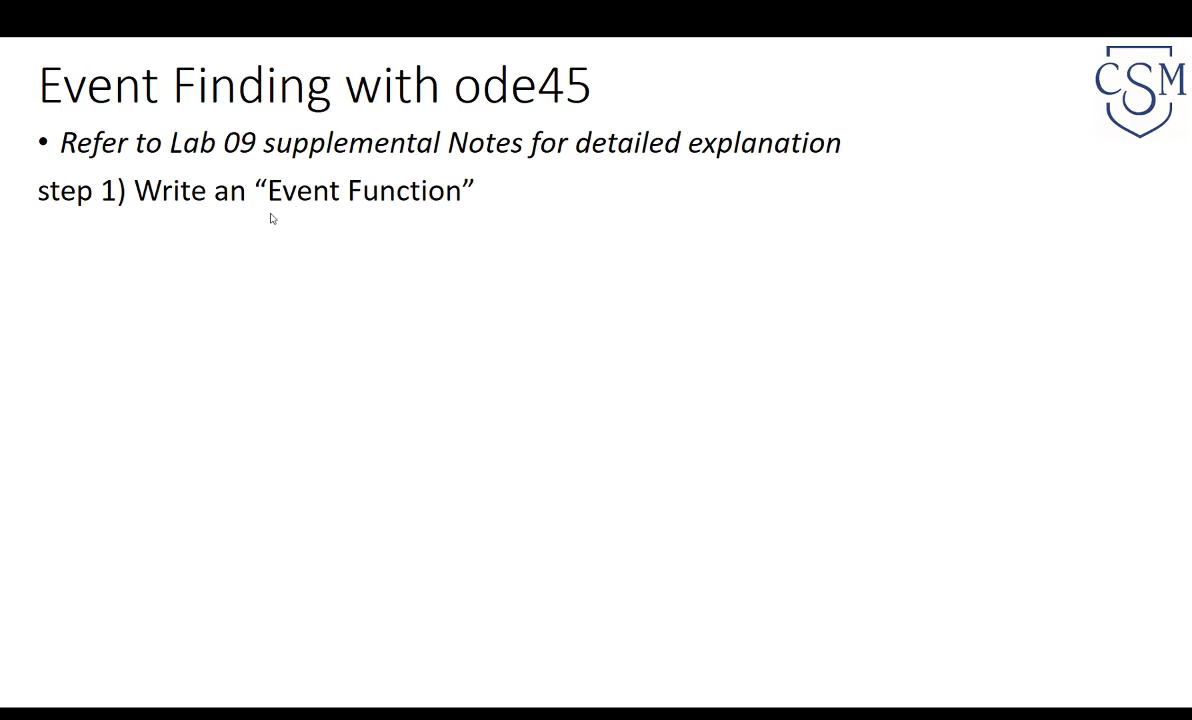 Event Finding with ode45
CSM
• Refer to Lab 09 supplemental Notes for detailed explanation
step 1) Write an “Event Function”